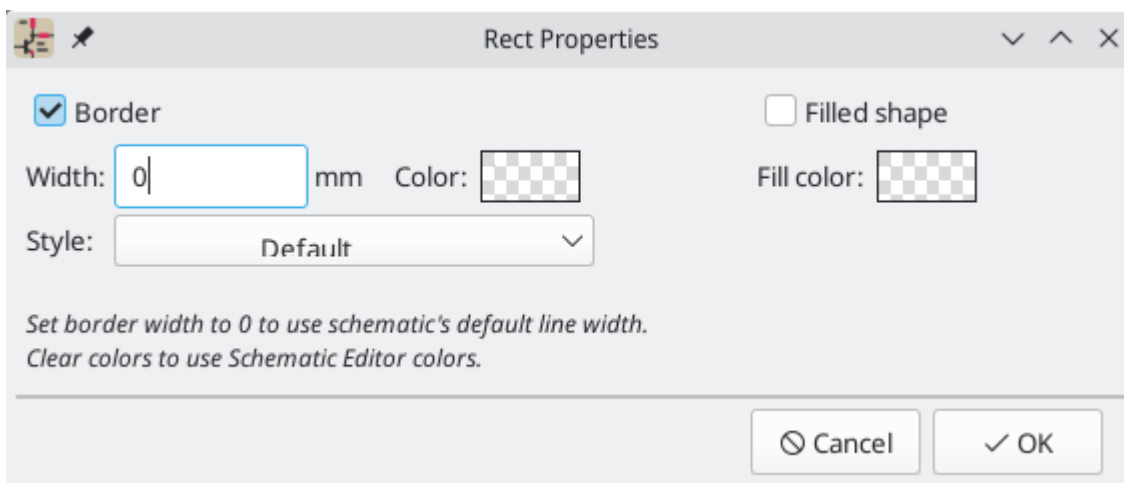 Rect Properties
Border
Filled shape
Width: 0 mm Color:
Fill color:
Style: Default
Set border width to 0 to use schematic's default line width.
Clear colors to use Schematic Editor colors.
Cancel OK